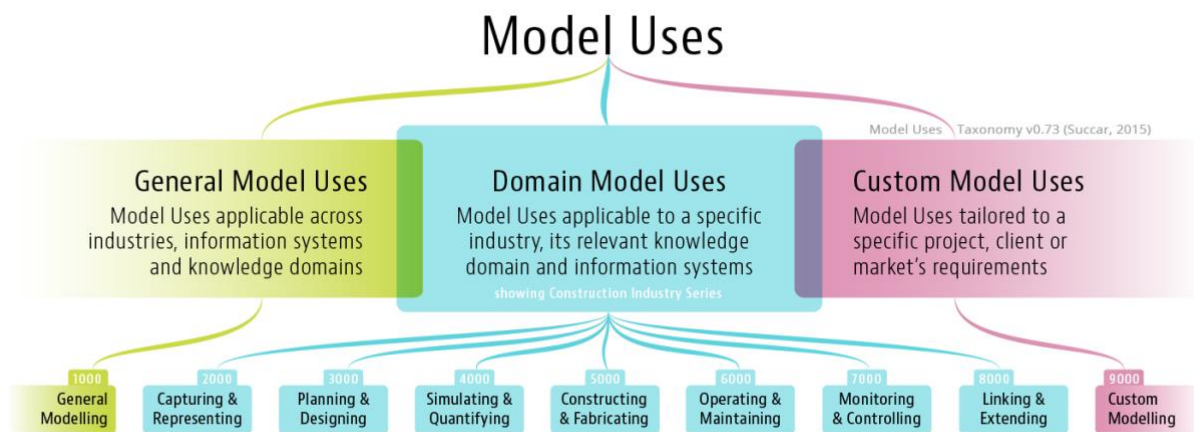 Model Uses
Model Uses Taxonomy v0.73 (Succar, 2015)
General Model Uses
Model Uses applicable across
industries, information systems
and knowledge domains
Domain Model Uses
Model Uses applicable to a specific
industry, its relevant knowledge
domain and information systems
showing Construction Industry Series
Custom Model Uses
Model Uses tailored to a
specific project, client or
market's requirements
1000
General
Modelling
2000
Capturing &
Representing
3000
Planning &
Designing
4000
Simulating &
Quantifying
5000
Constructing
& Fabricating
6000
Operating &
Maintaining
7000
Monitoring
& Controlling
8000
Linking &
Extending
9000
Custom
Modelling